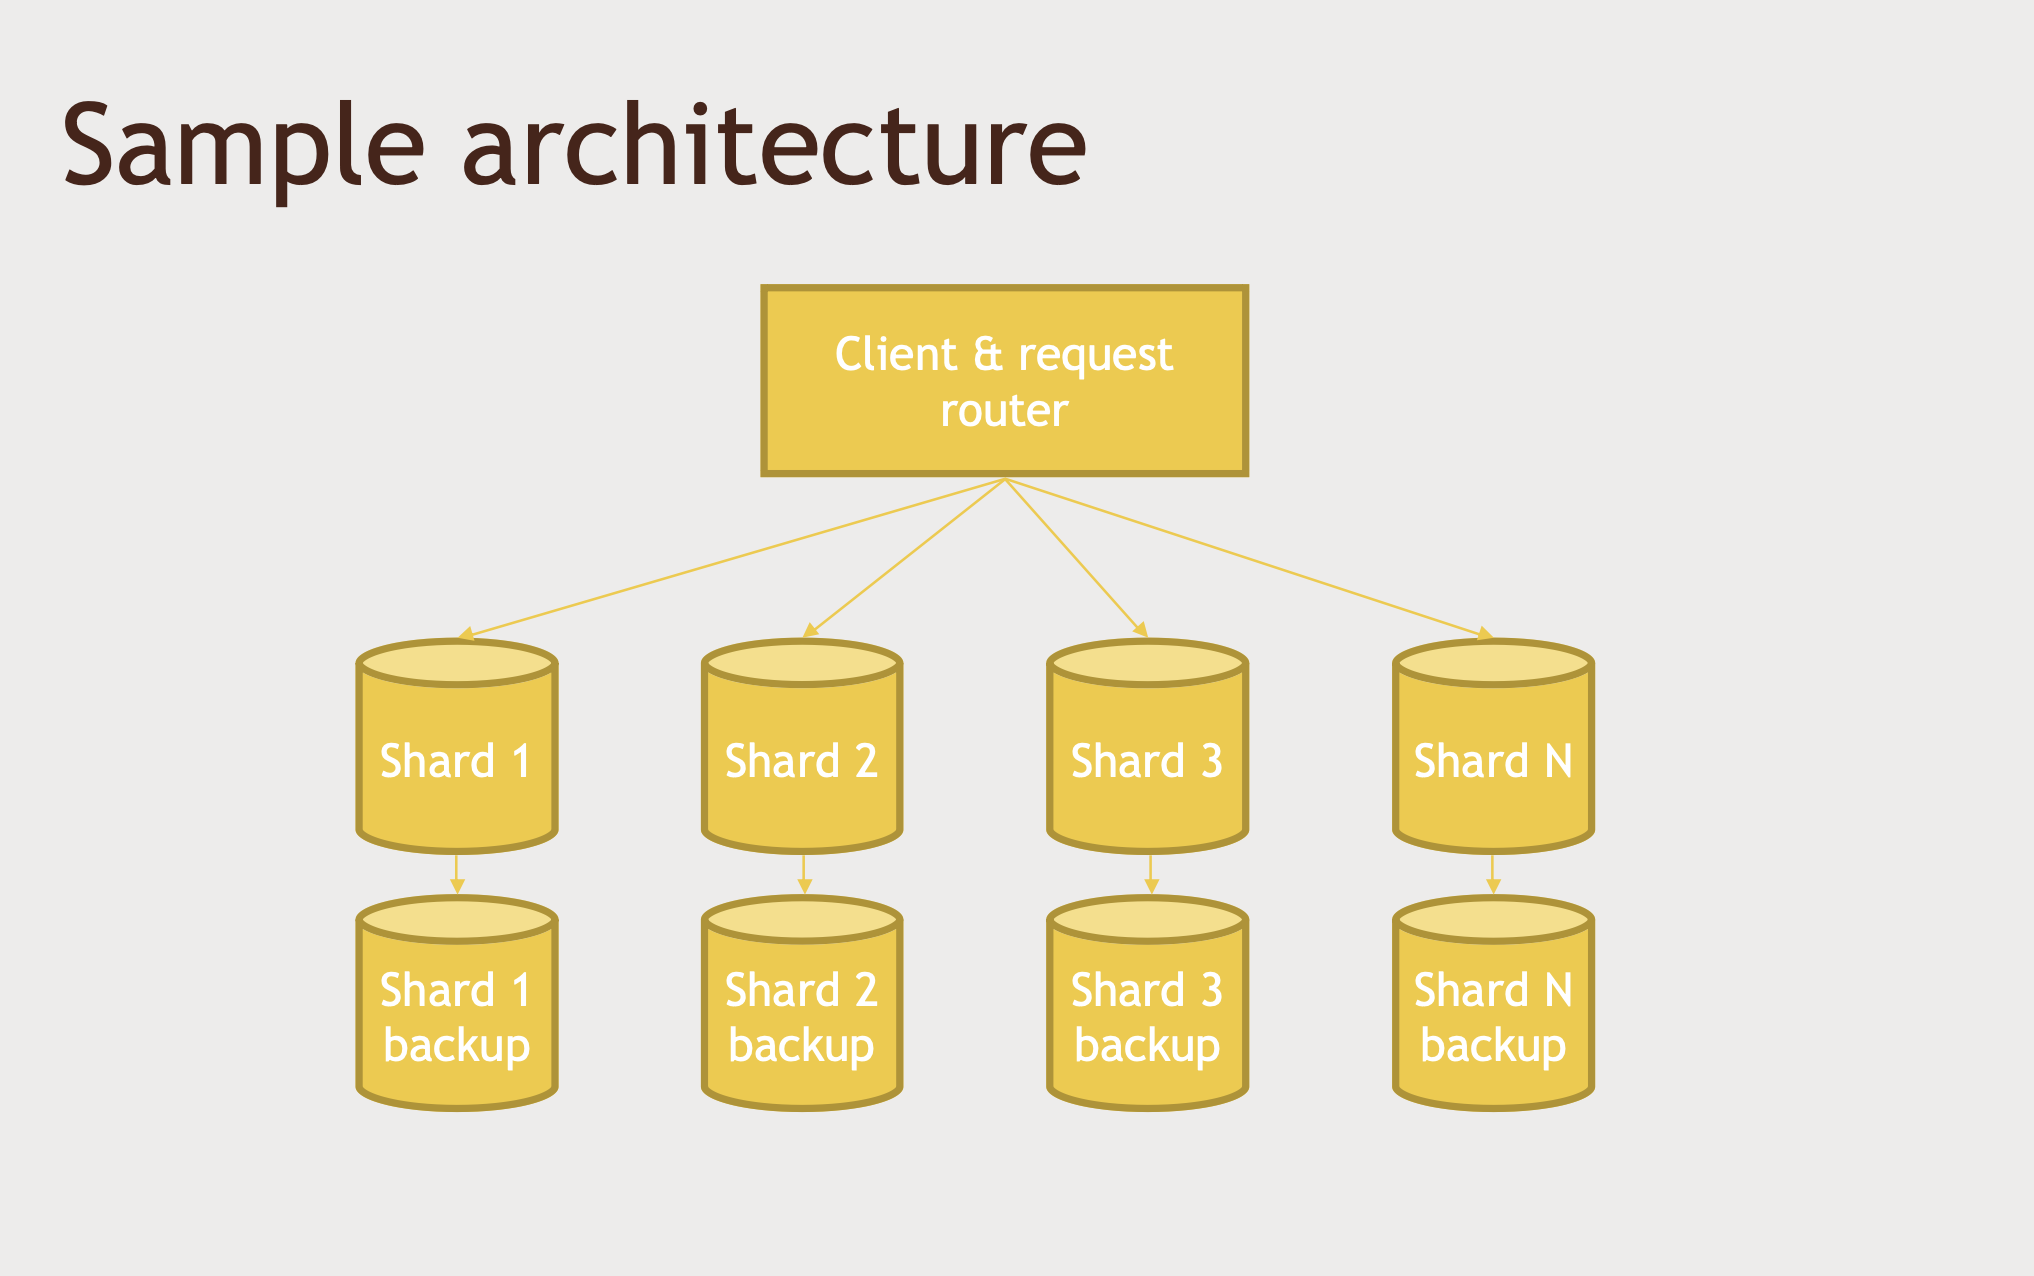 Sample architecture
Client & request
router
Shard 1
Shard 2
Shard 3
Shard N
Shard 1
backup
Shard 2
backup
Shard 3
backup
Shard N
backup